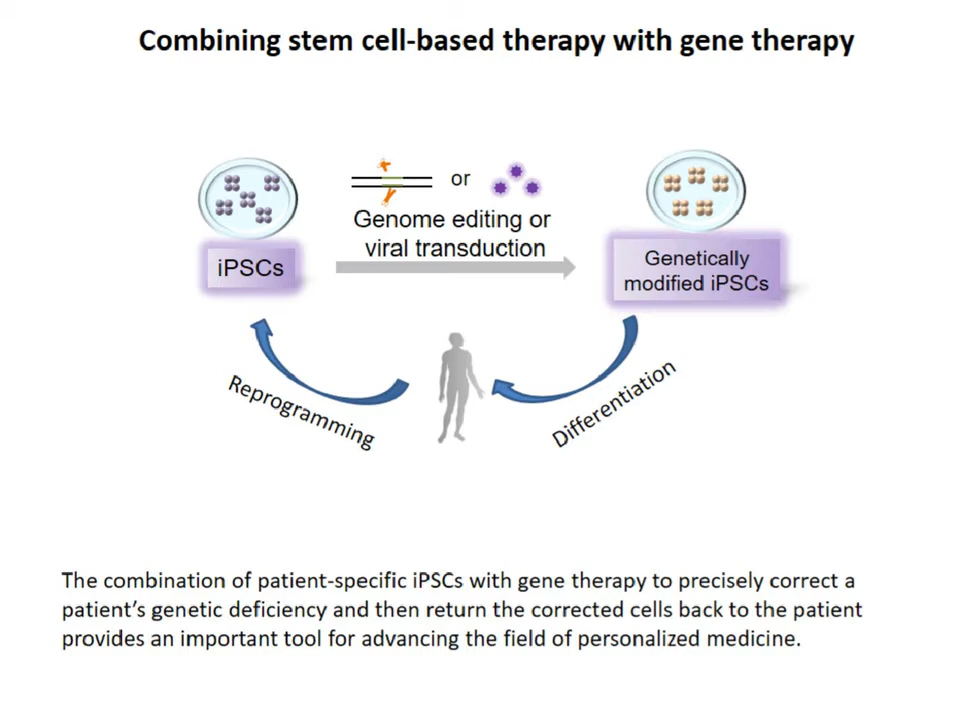 Combining stem cell-based therapy with gene therapy
or
Genome editing or
viral transduction
iPSCs
Genetically
modified iPSCs
Reprogramming
Differentiation
The combination of patient-specific iPSCs with gene therapy to precisely correct a
patient’s genetic deficiency and then return the corrected cells back to the patient
provides an important tool for advancing the field of personalized medicine.